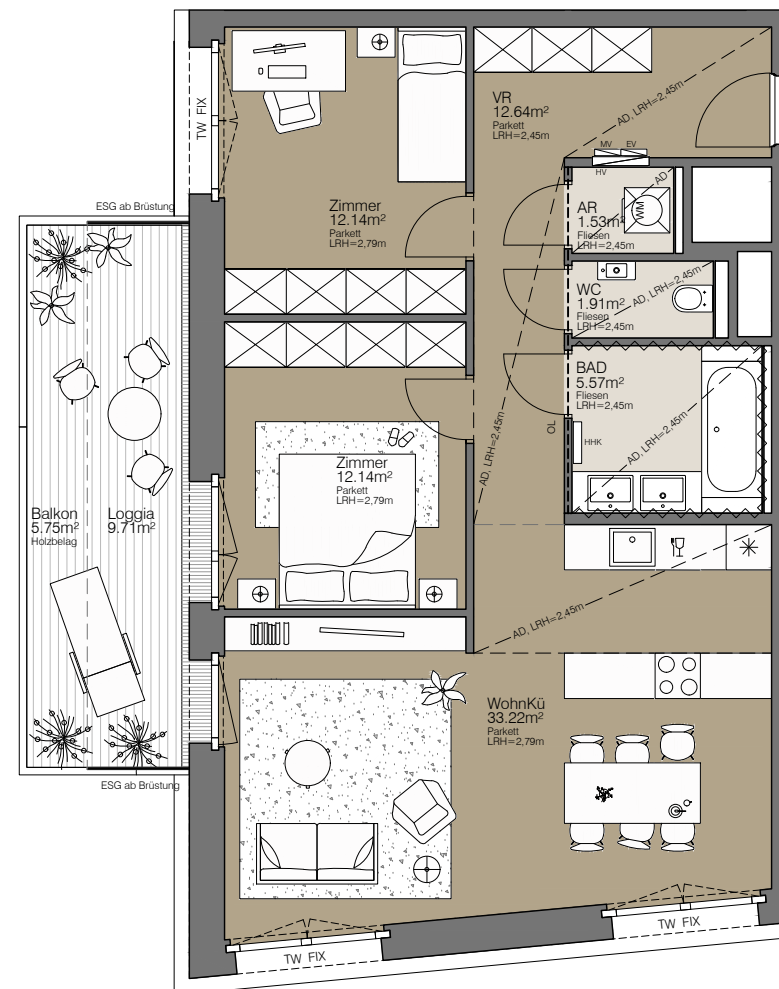 TW FIX
VR
12.64m²
Parkett
LRH=2,45m
AD, LRH=2,45m
MV EV
HV
ESG ab Brüstung
Zimmer
12.14m²
Parkett
LRH=2,79m
AR
1.53m²
Fliesen
LRH=2,45m
AD
WM
WC
1.91m²
Fliesen
LRH=2,45m
AD, LRH=2,45m
BAD
5.57m²
Fliesen
LRH=2,45m
AD, LRH=2,45m
OL
HHK
AD, LRH=2,45m
Zimmer
12.14m²
Parkett
LRH=2,79m
Balkon
5.75m²
Holzbelag
Loggia
9.71m²
AD, LRH=2,45m
WohnKü
33.22m²
Parkett
LRH=2,79m
ESG ab Brüstung
TW FIX
TW FIX